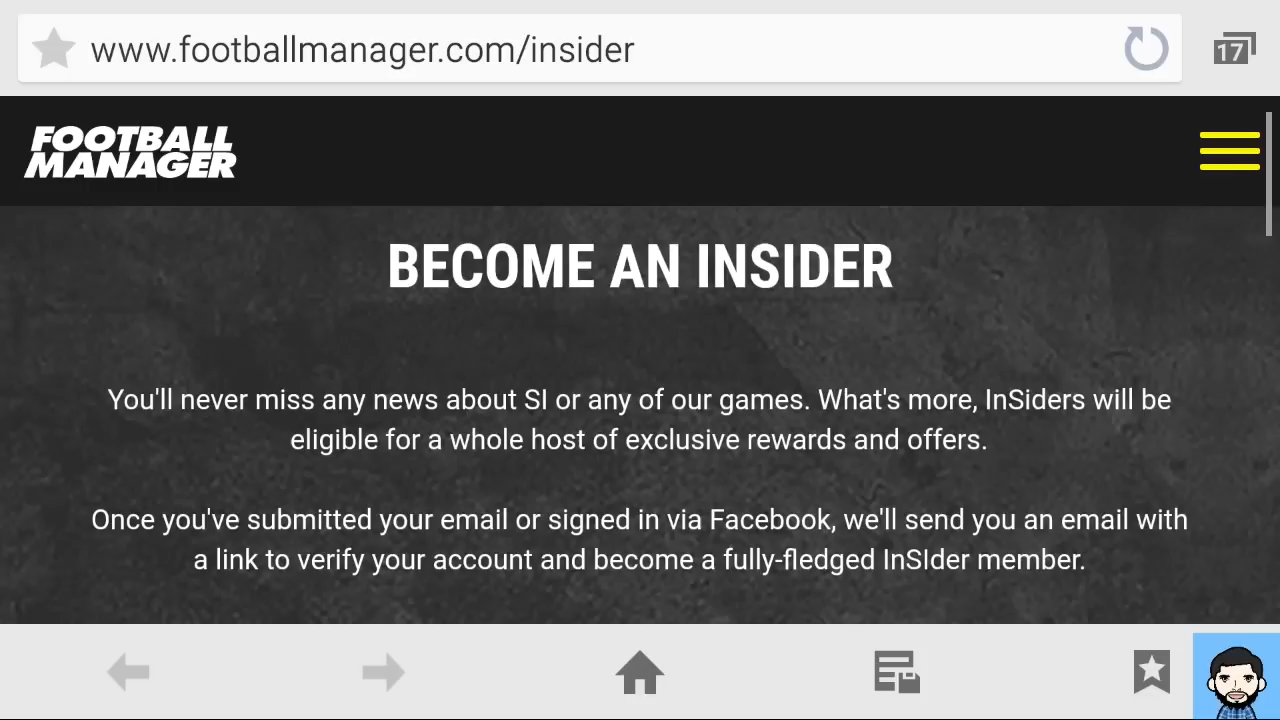 www.footballmanager.com/insider
17
FOOTBALL
MANAGER
BECOME AN INSIDER
You'll never miss any news about SI or any of our games. What's more, InSiders will be
eligible for a whole host of exclusive rewards and offers.
Once you've submitted your email or signed in via Facebook, we'll send you an email with
a link to verify your account and become a fully-fledged InSIder member.